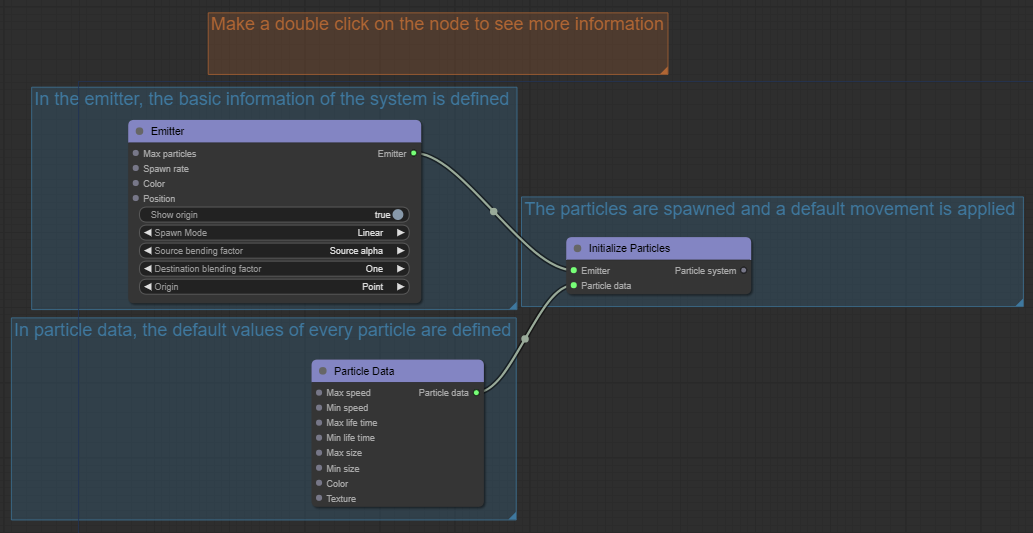 Make a double click on the node to see more information
In the emitter, the basic information of the system is defined
Emitter
Max particles Emitter
Spawn rate
Color
Position
Show origin true
Spawn Mode Linear
Source bending factor Source alpha
Destination blending factor One
Origin Point
The particles are spawned and a default movement is applied
Initialize Particles
Emitter Particle system
Particle data
In particle data, the default values of every particle are defined
Particle Data
Max speed Particle data
Min speed
Max life time
Min life time
Max size
Min size
Color
Texture